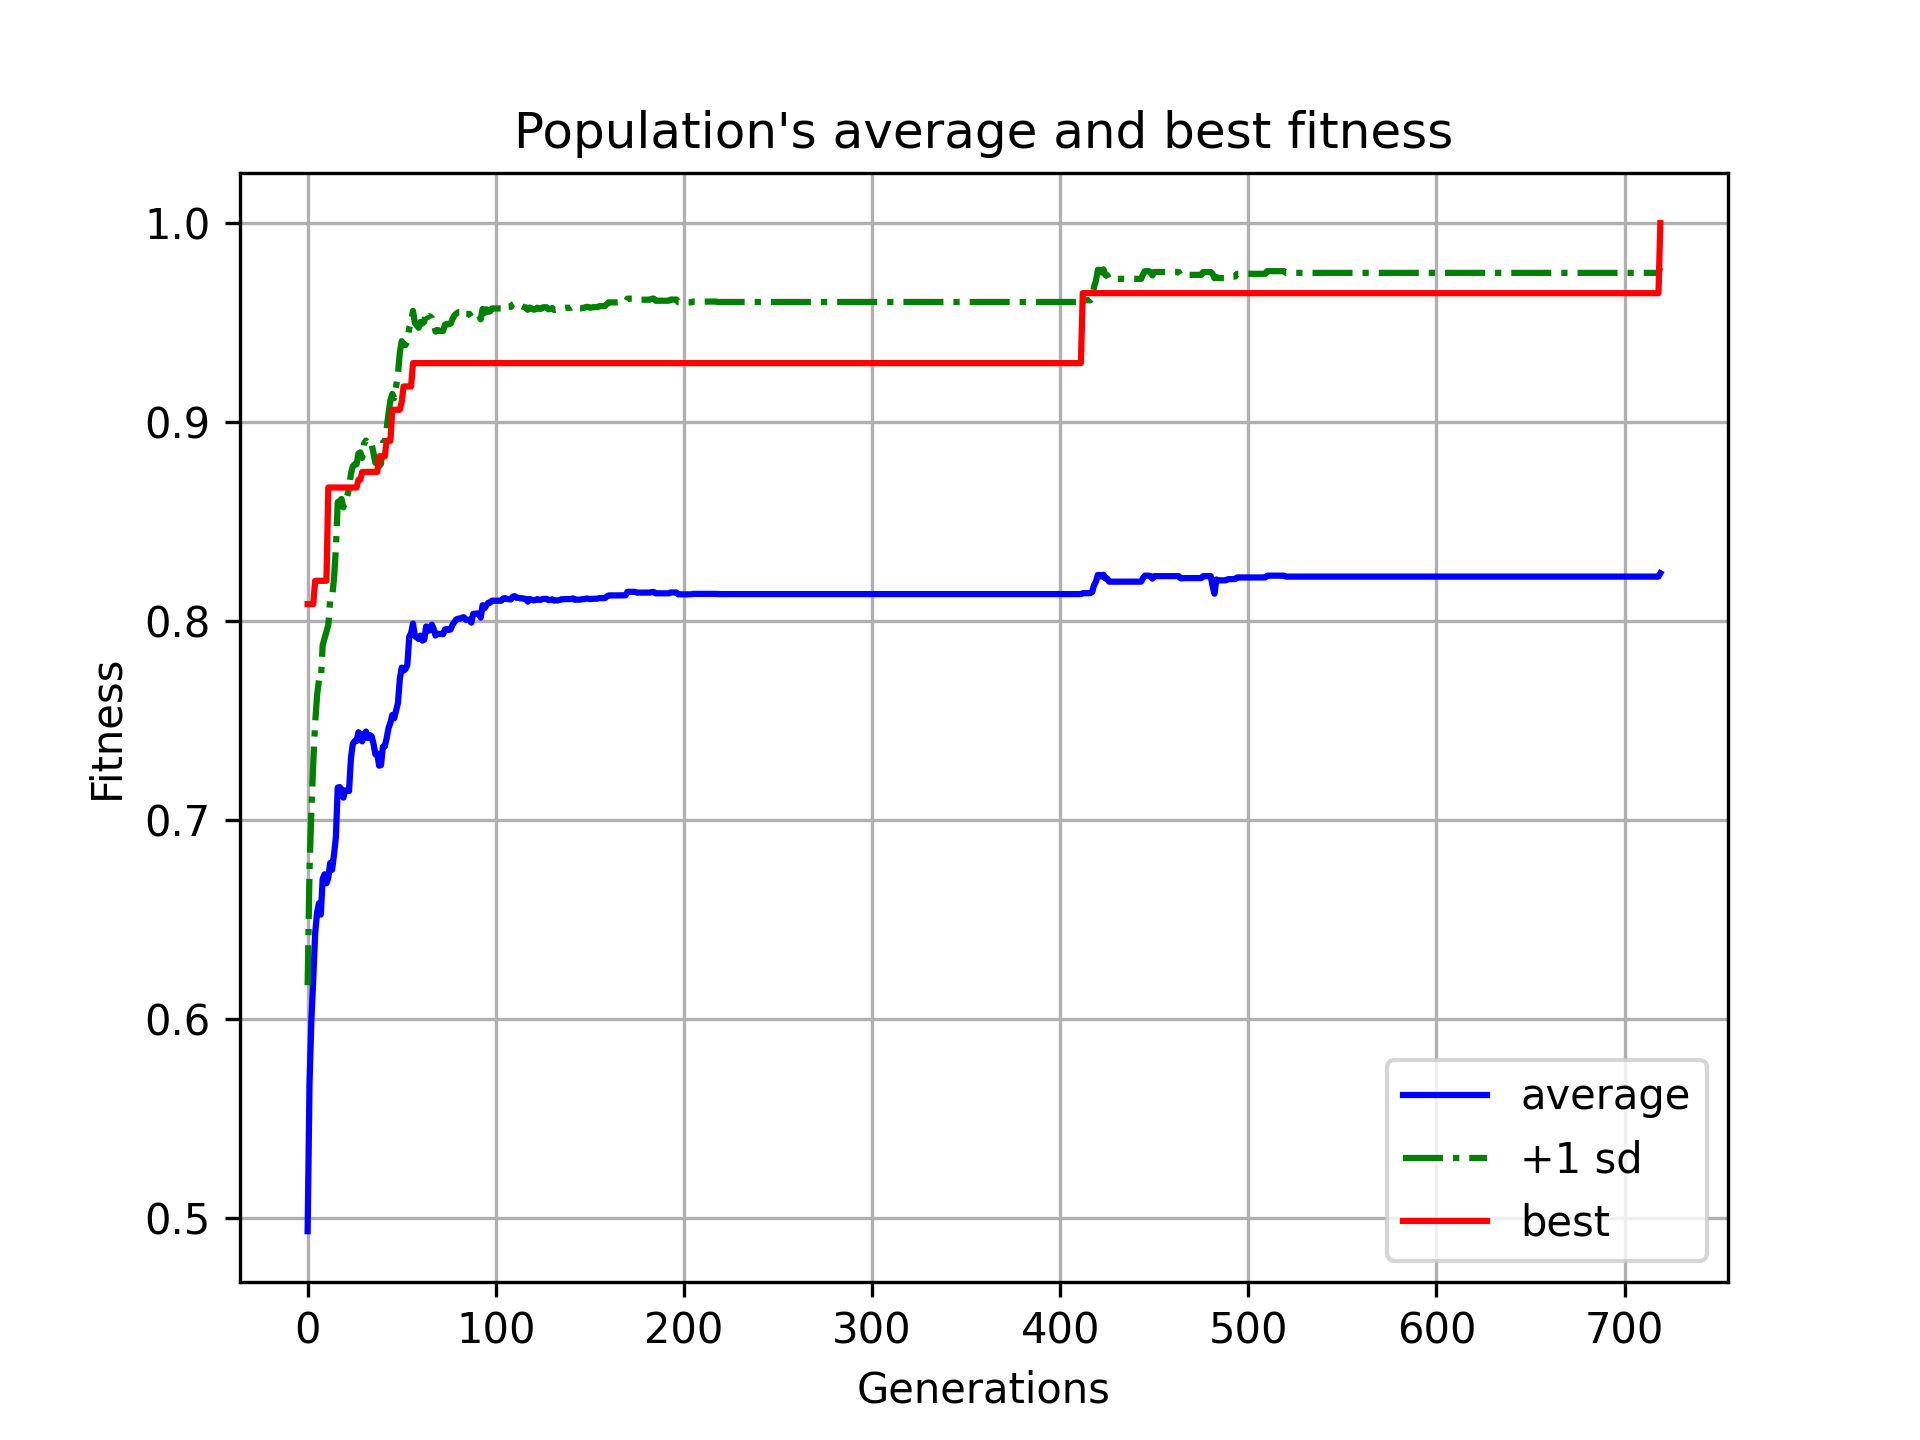 Population's average and best fitness
1.0
0.9
0.8
0.7
0.6
0.5
Fitness
0 100 200 300 400 500 600 700
Generations
average
+1 sd
best